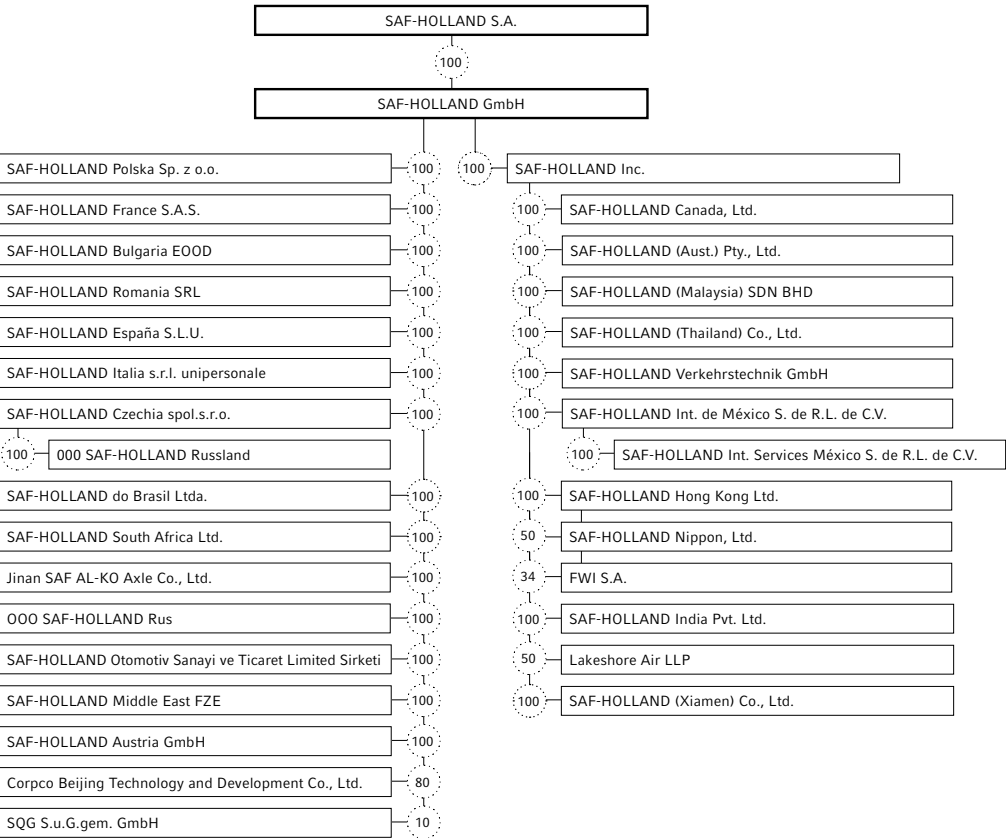 SAF-HOLLAND S.A.
100
SAF-HOLLAND GmbH
SAF-HOLLAND Polska Sp. z o.o.
100
100
SAF-HOLLAND Inc.
SAF-HOLLAND France S.A.S.
100
100
SAF-HOLLAND Canada, Ltd.
SAF-HOLLAND Bulgaria EOOD
100
100
SAF-HOLLAND (Aust.) Pty., Ltd.
SAF-HOLLAND Romania SRL
100
100
SAF-HOLLAND (Malaysia) SDN BHD
SAF-HOLLAND España S.L.U.
100
100
SAF-HOLLAND (Thailand) Co., Ltd.
SAF-HOLLAND Italia s.r.l. unipersonale
100
100
SAF-HOLLAND Verkehrstechnik GmbH
SAF-HOLLAND Czechia spol.s.r.o.
100
100
SAF-HOLLAND Int. de México S. de R.L. de C.V.
100
000 SAF-HOLLAND Russland
100
SAF-HOLLAND Int. Services México S. de R.L. de C.V.
SAF-HOLLAND do Brasil Ltda.
100
100
SAF-HOLLAND Hong Kong Ltd.
SAF-HOLLAND South Africa Ltd.
100
50
SAF-HOLLAND Nippon, Ltd.
Jinan SAF AL-KO Axle Co., Ltd.
100
34
FWI S.A.
OOO SAF-HOLLAND Rus
100
100
SAF-HOLLAND India Pvt. Ltd.
SAF-HOLLAND Otomotiv Sanayi ve Ticaret Limited Sirketi
100
50
Lakeshore Air LLP
SAF-HOLLAND Middle East FZE
100
100
SAF-HOLLAND (Xiamen) Co., Ltd.
SAF-HOLLAND Austria GmbH
100
Corpco Beijing Technology and Development Co., Ltd.
80
SQG S.u.G.gem. GmbH
10